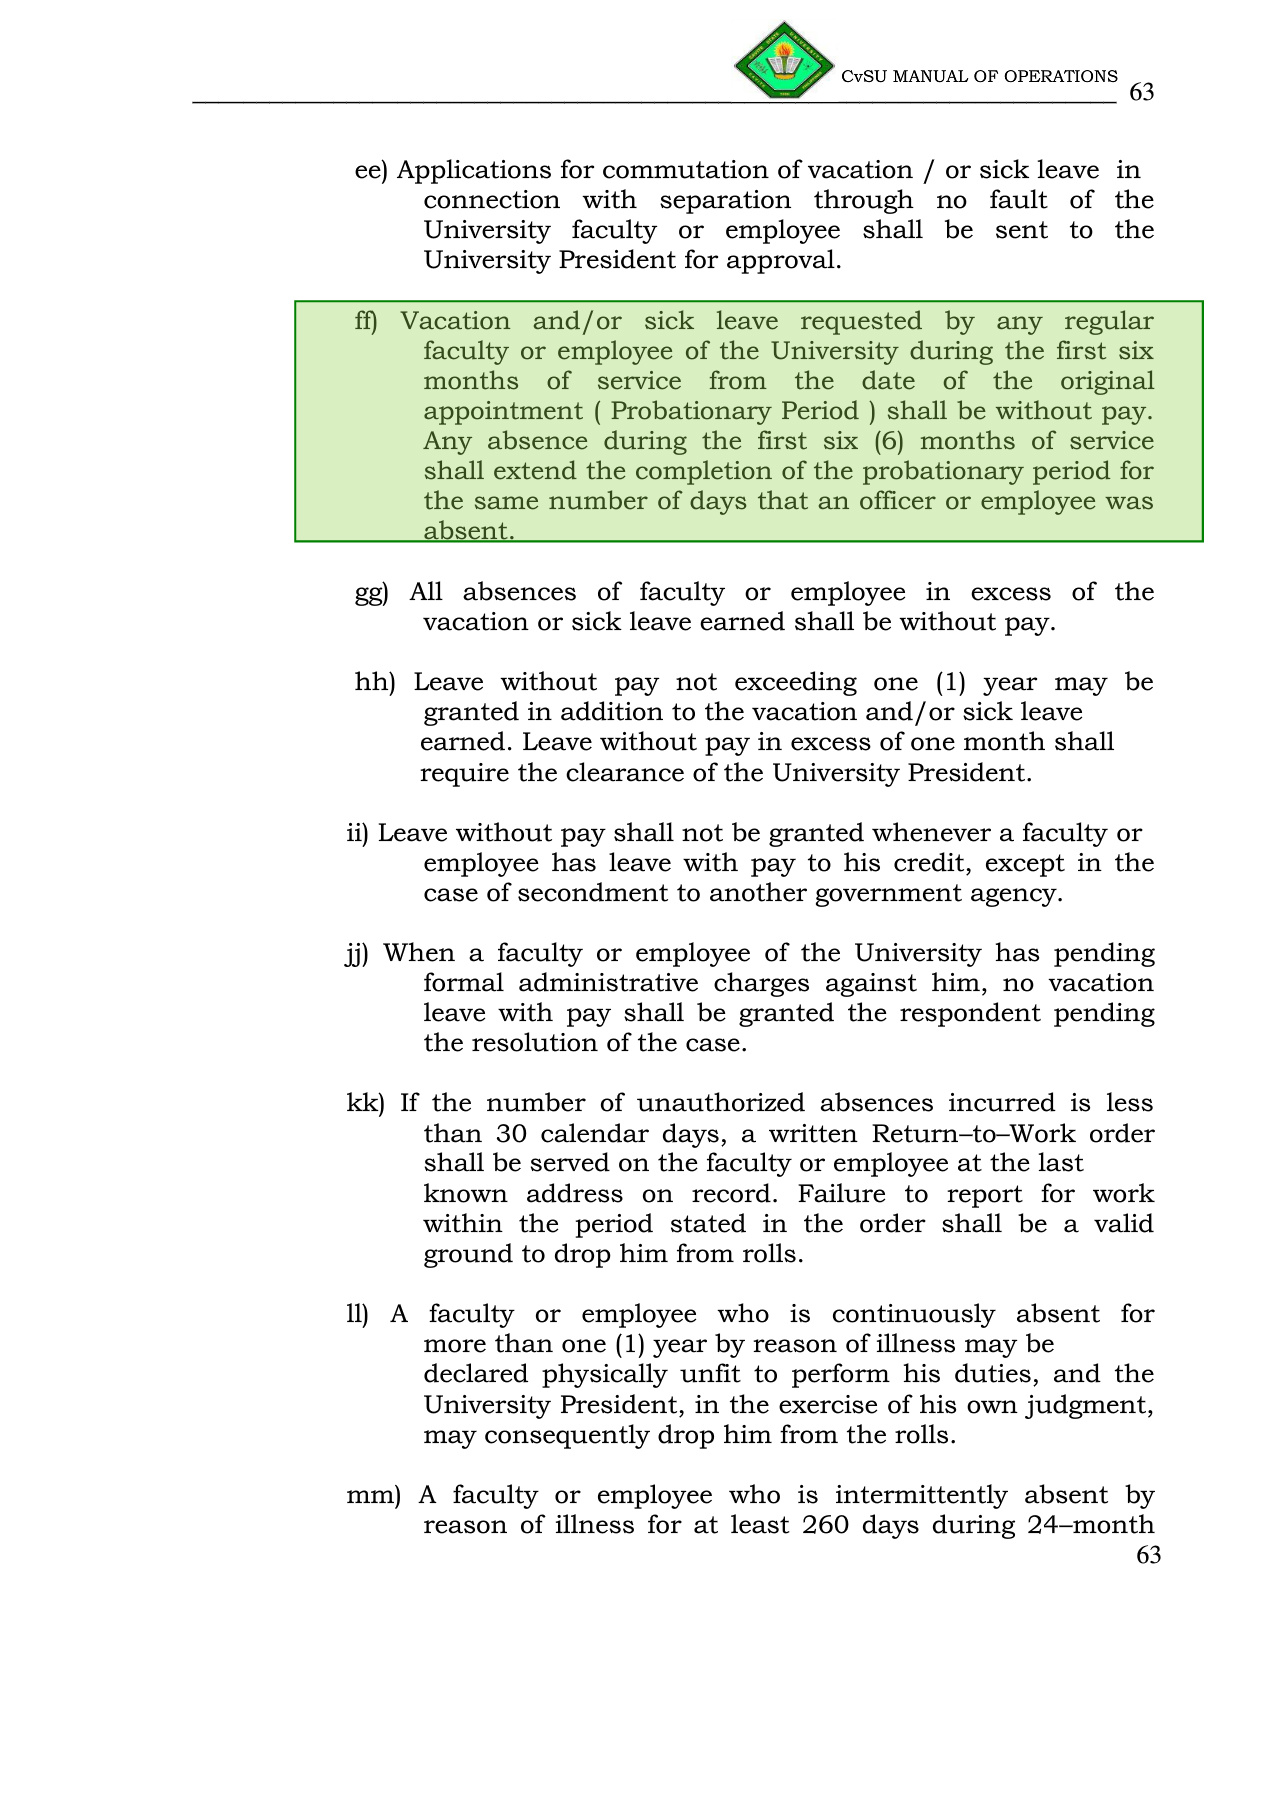 CvSU MANUAL OF OPERATIONS
63
ee) Applications for commutation of vacation / or sick leave in
connection with separation through no fault of the
University faculty or employee shall be sent to the
University President for approval.
ff) Vacation and/or sick leave requested by any regular
faculty or employee of the University during the first six
months of service from the date of the original
appointment ( Probationary Period ) shall be without pay.
Any absence during the first six (6) months of service
shall extend the completion of the probationary period for
the same number of days that an officer or employee was
absent.
gg) All absences of faculty or employee in excess of the
vacation or sick leave earned shall be without pay.
hh) Leave without pay not exceeding one (1) year may be
granted in addition to the vacation and/or sick leave
earned. Leave without pay in excess of one month shall
require the clearance of the University President.
ii) Leave without pay shall not be granted whenever a faculty or
employee has leave with pay to his credit, except in the
case of secondment to another government agency.
jj) When a faculty or employee of the University has pending
formal administrative charges against him, no vacation
leave with pay shall be granted the respondent pending
the resolution of the case.
kk) If the number of unauthorized absences incurred is less
than 30 calendar days, a written Return–to–Work order
shall be served on the faculty or employee at the last
known address on record. Failure to report for work
within the period stated in the order shall be a valid
ground to drop him from rolls.
ll) A faculty or employee who is continuously absent for
more than one (1) year by reason of illness may be
declared physically unfit to perform his duties, and the
University President, in the exercise of his own judgment,
may consequently drop him from the rolls.
mm) A faculty or employee who is intermittently absent by
reason of illness for at least 260 days during 24–month
63